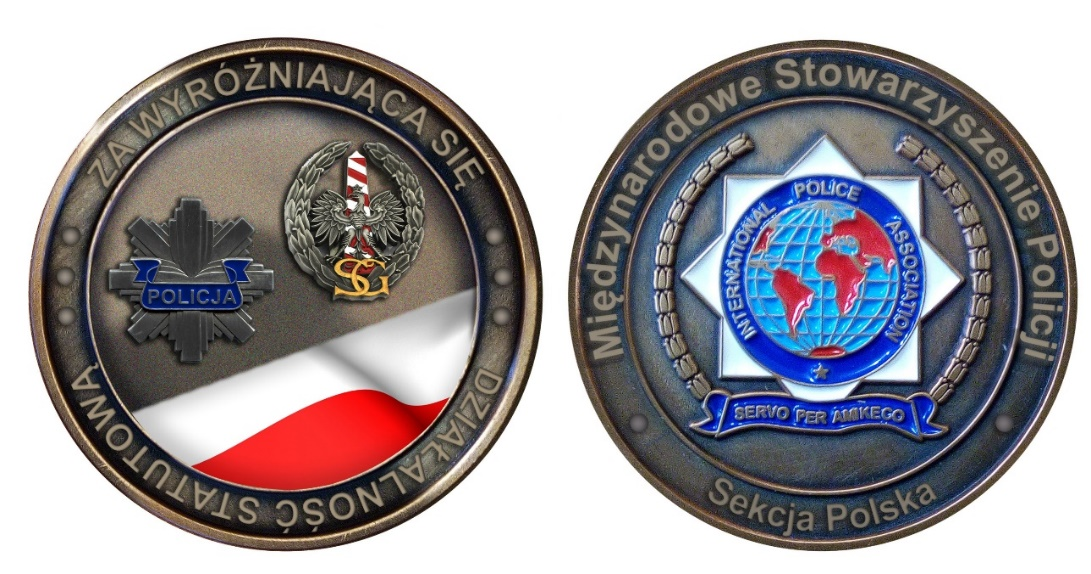 ZA WYRÓŻNIAJĄCĄ SIĘ
DZIAŁALNOŚĆ STATUTOWĄ
POLICJA
SG
Międzynarodowe Stowarzyszenie Policji
INTERNATIONAL POLICE ASSOCIATION
SERVO PER AMIKECO
Sekcja Polska